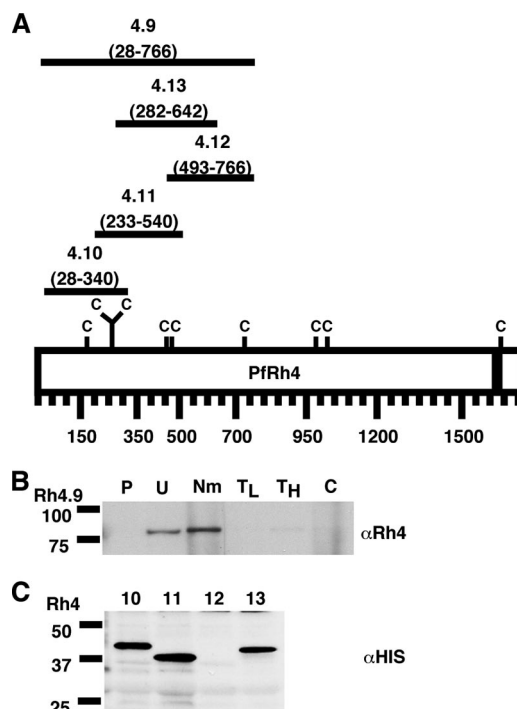 A
4.9
(28-766)
4.13
(282-642)
4.12
(493-766)
4.11
(233-540)
4.10
(28-340)
C C
C CC C CC C
PfRh4
150 350 500 700 950 1200 1500
B
Rh4.9 P U Nm TL TH C
100
75
αRh4
C
Rh4 10 11 12 13
50
37
25
αHIS